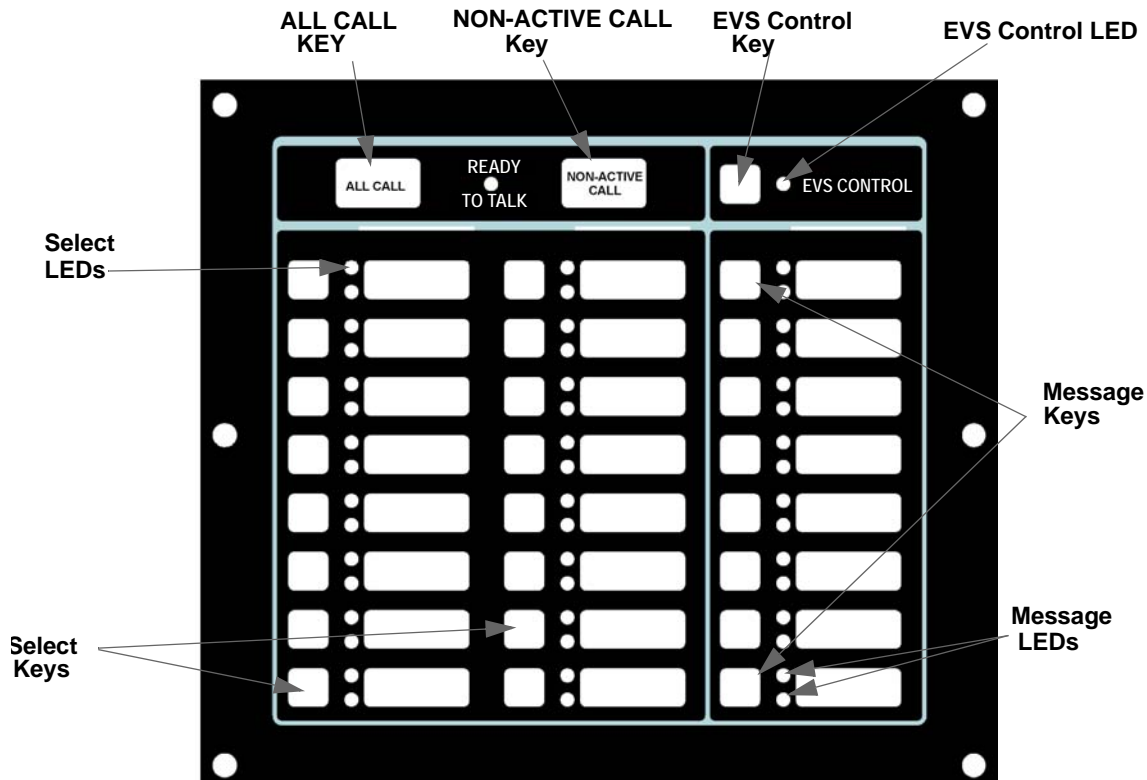 ALL CALL
KEY
NON-ACTIVE CALL
Key
EVS Control
Key
EVS Control LED
ALL CALL
READY
TO TALK
NON-ACTIVE
CALL
EVS CONTROL
Select
LEDs
Message
Keys
Select
Keys
Message
LEDs